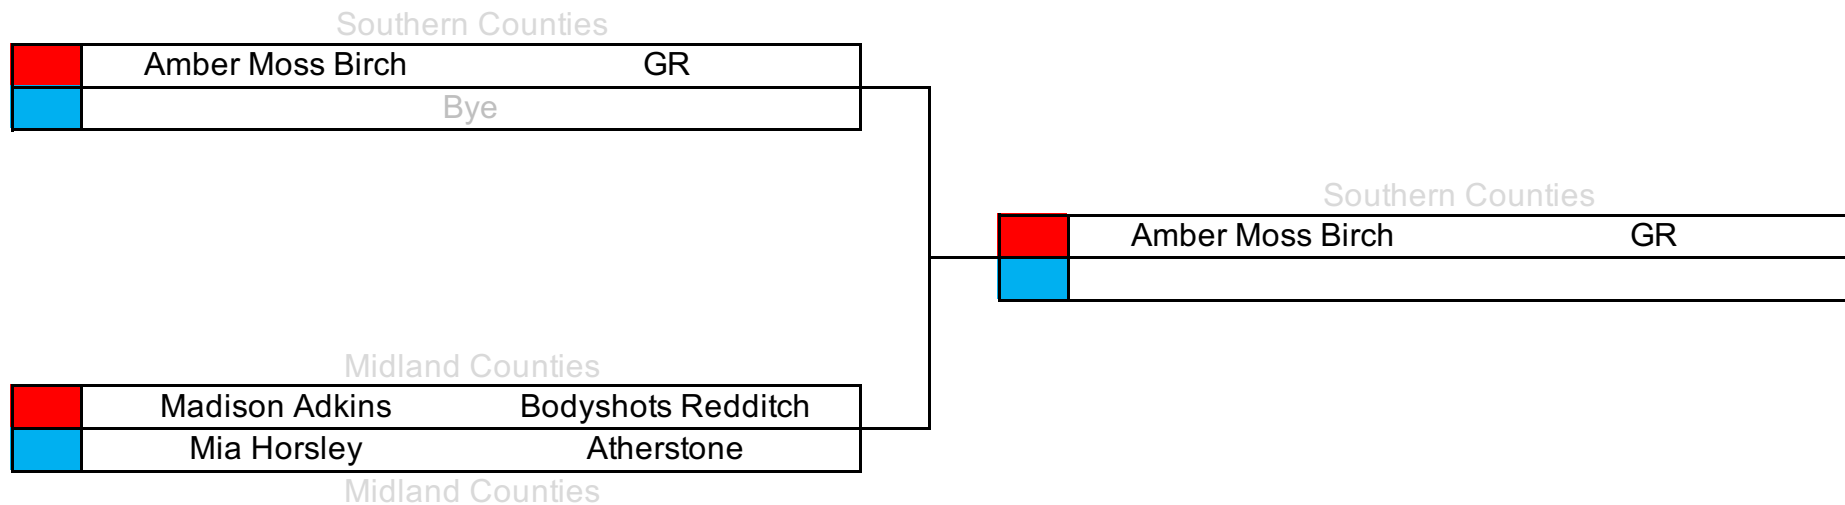 Southern Counties
Amber Moss Birch GR
Bye
Southern Counties
Amber Moss Birch GR
Midland Counties
Madison Adkins Bodyshots Redditch
Mia Horsley Atherstone
Midland Counties